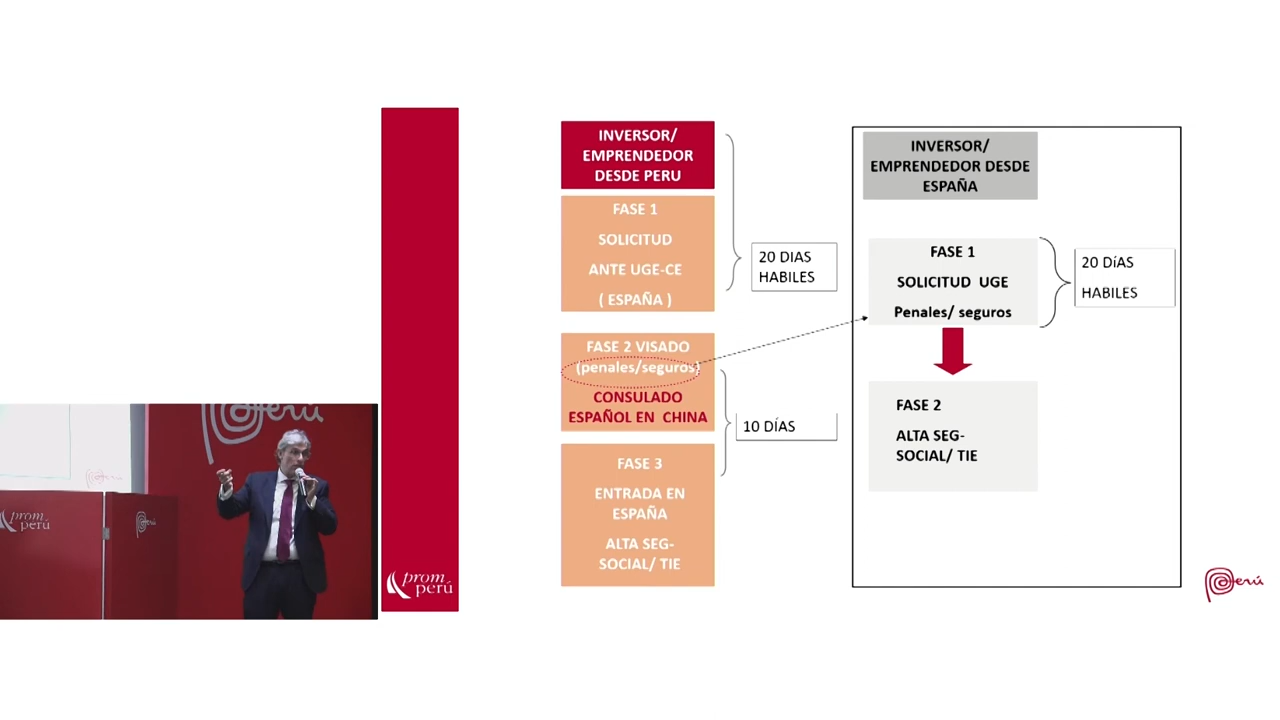 INVERSOR/
EMPRENDEDOR
DESDE PERU
FASE 1
SOLICITUD
ANTE UGE-CE
( ESPAÑA )
20 DIAS
HABILES
FASE 2 VISADO
(penales/seguros)
CONSULADO
ESPAÑOL EN CHINA
10 DÍAS
FASE 3
ENTRADA EN
ESPAÑA
ALTA SEG-
SOCIAL/ TIE
INVERSOR/
EMPRENDEDOR DESDE
ESPAÑA
FASE 1
SOLICITUD UGE
Penales/ seguros
20 DíAS
HABILES
FASE 2
ALTA SEG-
SOCIAL/ TIE
prom
perú
Perú
Perú
prom
perú